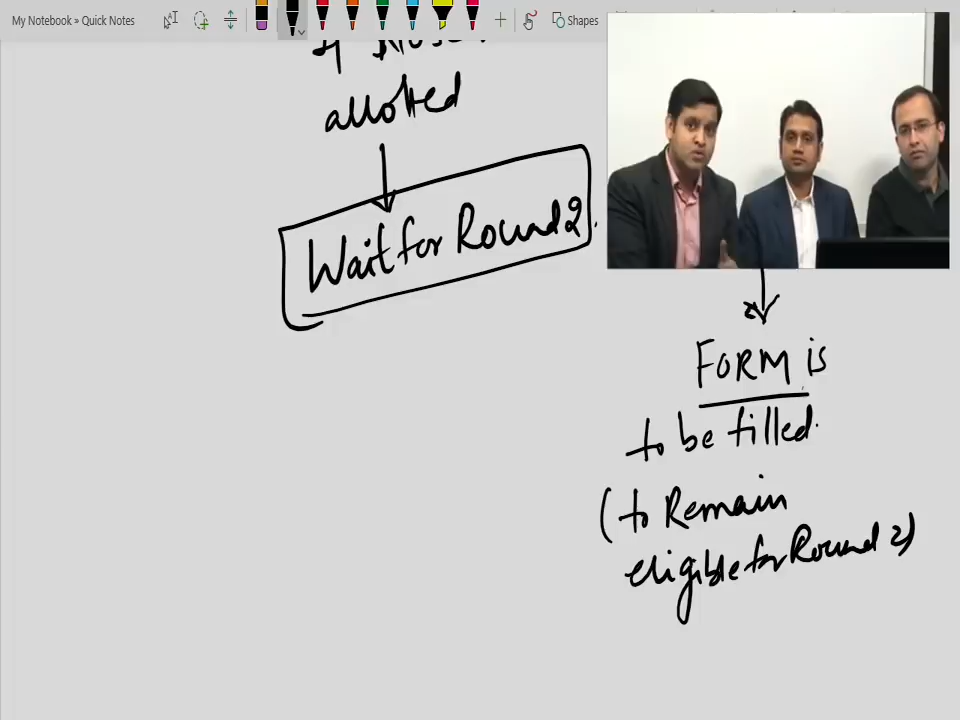 My Notebook » Quick Notes
Shapes
allotted
Wait for Round 2.
FORM is
to be filled.
(to Remain
eligible for Round 2)